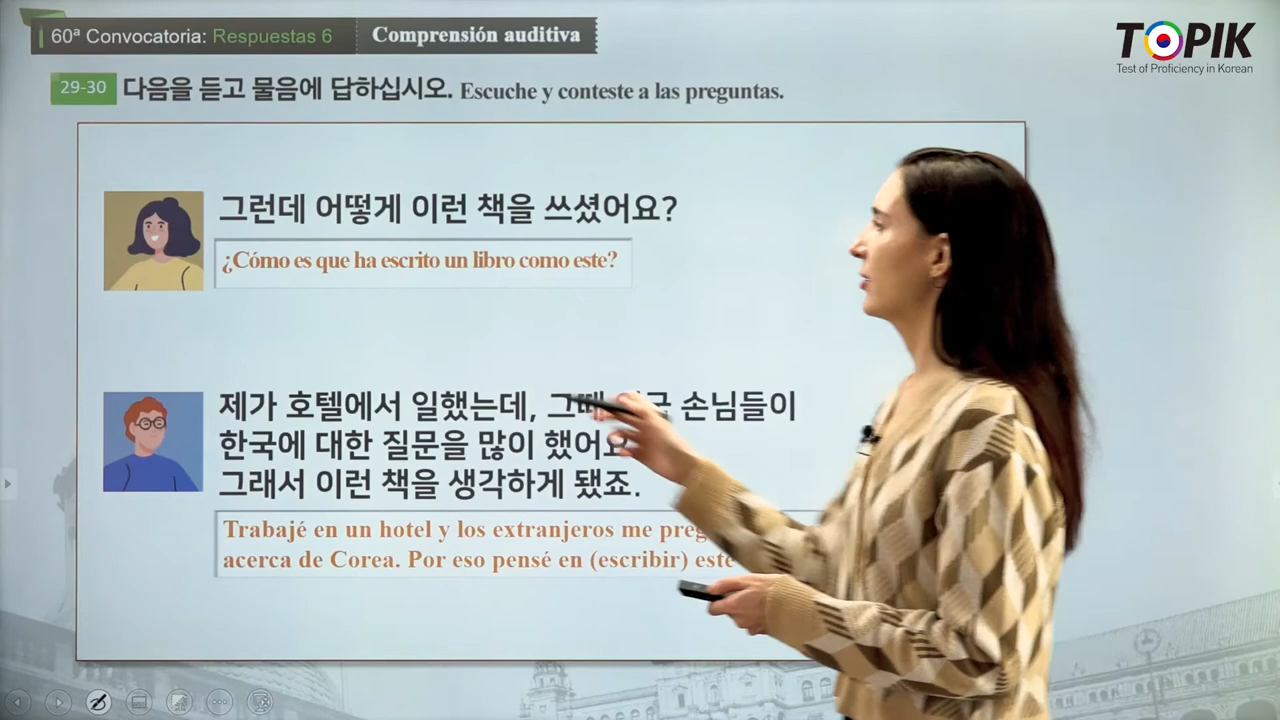 60ª Convocatoria: Respuestas 6
Comprensión auditiva
TOPIK
Test of Proficiency in Korean
29-30 다음을 듣고 물음에 답하십시오. Escuche y conteste a las preguntas.
그런데 어떻게 이런 책을 쓰셨어요?
¿Cómo es que ha escrito un libro como este?
제가 호텔에서 일했는데, 손님들이
한국에 대한 질문을 많이
그래서 이런 책을 생각하게 됐죠.
Trabajé en un hotel y los extranjeros me
acerca de Corea. Por eso pensé en (escribir) este